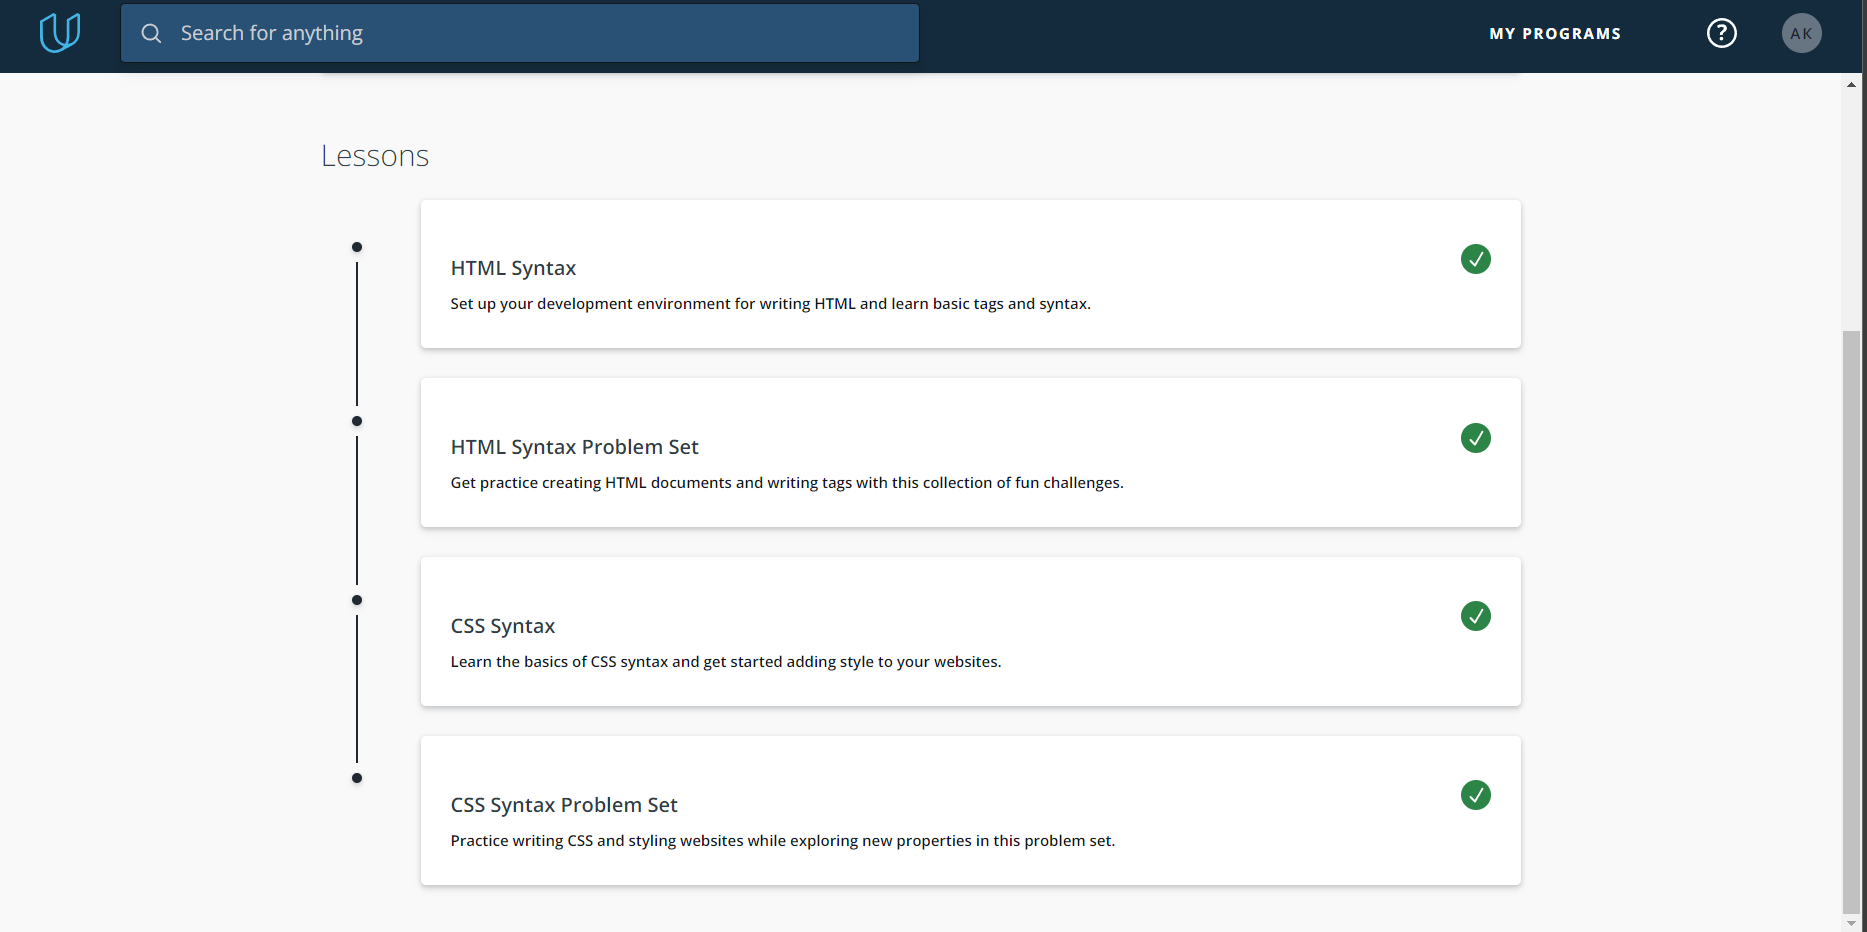 Search for anything
MY PROGRAMS
?
AK
Lessons
HTML Syntax
Set up your development environment for writing HTML and learn basic tags and syntax.
HTML Syntax Problem Set
Get practice creating HTML documents and writing tags with this collection of fun challenges.
CSS Syntax
Learn the basics of CSS syntax and get started adding style to your websites.
CSS Syntax Problem Set
Practice writing CSS and styling websites while exploring new properties in this problem set.